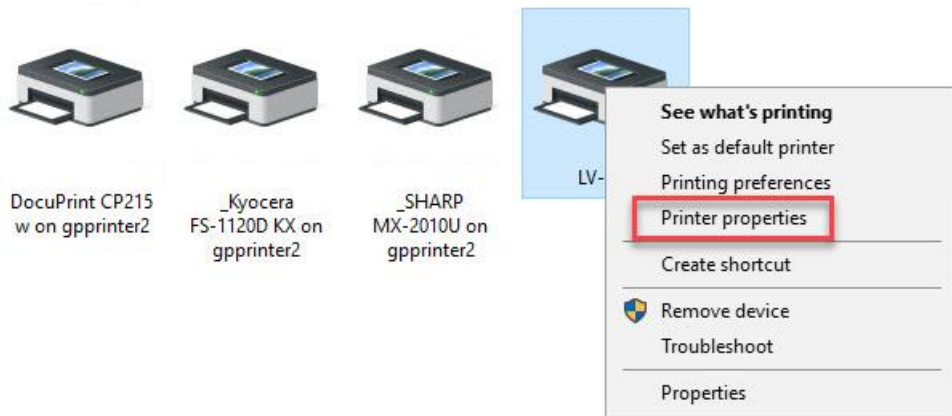 DocuPrint CP215
w on gpprinter2
_Kyocera
FS-1120D KX on
gpprinter2
_SHARP
MX-2010U on
gpprinter2
LV-
See what's printing
Set as default printer
Printing preferences
Printer properties
Create shortcut
Remove device
Troubleshoot
Properties